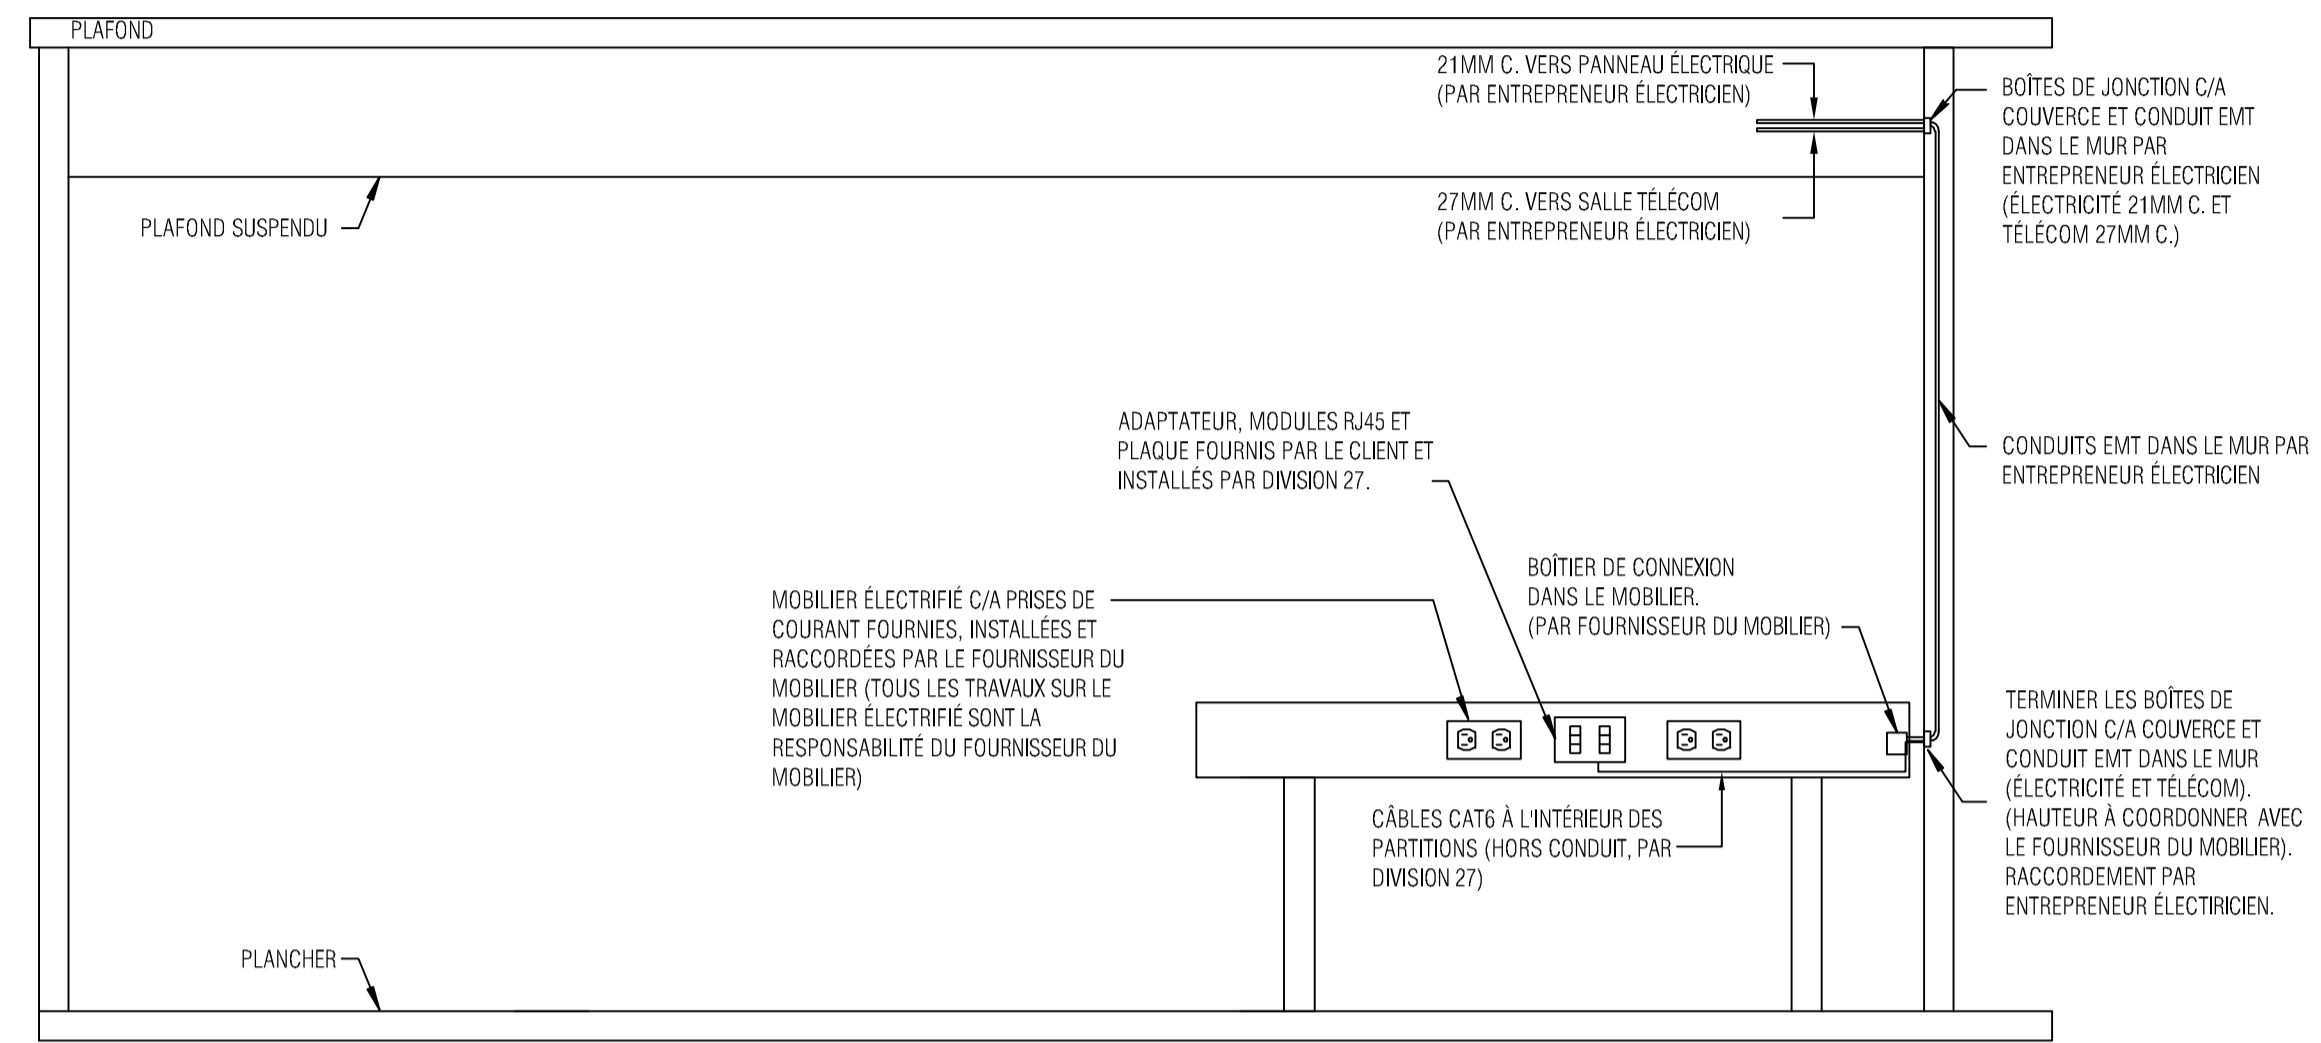 PLAFOND
21MM C. VERS PANNEAU ÉLECTRIQUE
(PAR ENTREPRENEUR ÉLECTRICIEN)
BOÎTES DE JONCTION C/A
COUVERCE ET CONDUIT EMT
DANS LE MUR PAR
ENTREPRENEUR ÉLECTRICIEN
(ÉLECTRICITÉ 21MM C. ET
TÉLÉCOM 27MM C.)
PLAFOND SUSPENDU
27MM C. VERS SALLE TÉLÉCOM
(PAR ENTREPRENEUR ÉLECTRICIEN)
ADAPTATEUR, MODULES RJ45 ET
PLAQUE FOURNIS PAR LE CLIENT ET
INSTALLÉS PAR DIVISION 27.
CONDUITS EMT DANS LE MUR PAR
ENTREPRENEUR ÉLECTRICIEN
BOÎTIER DE CONNEXION
DANS LE MOBILIER.
(PAR FOURNISSEUR DU MOBILIER)
MOBILIER ÉLECTRIFIÉ C/A PRISES DE
COURANT FOURNIES, INSTALLÉES ET
RACCORDÉES PAR LE FOURNISSEUR DU
MOBILIER (TOUS LES TRAVAUX SUR LE
MOBILIER ÉLECTRIFIÉ SONT LA
RESPONSABILITÉ DU FOURNISSEUR DU
MOBILIER)
TERMINER LES BOÎTES DE
JONCTION C/A COUVERCE ET
CONDUIT EMT DANS LE MUR
(ÉLECTRICITÉ ET TÉLÉCOM).
(HAUTEUR À COORDONNER AVEC
LE FOURNISSEUR DU MOBILIER).
RACCORDEMENT PAR
ENTREPRENEUR ÉLECTIRICIEN.
CÂBLES CAT6 À L'INTÉRIEUR DES
PARTITIONS (HORS CONDUIT, PAR
DIVISION 27)
PLANCHER